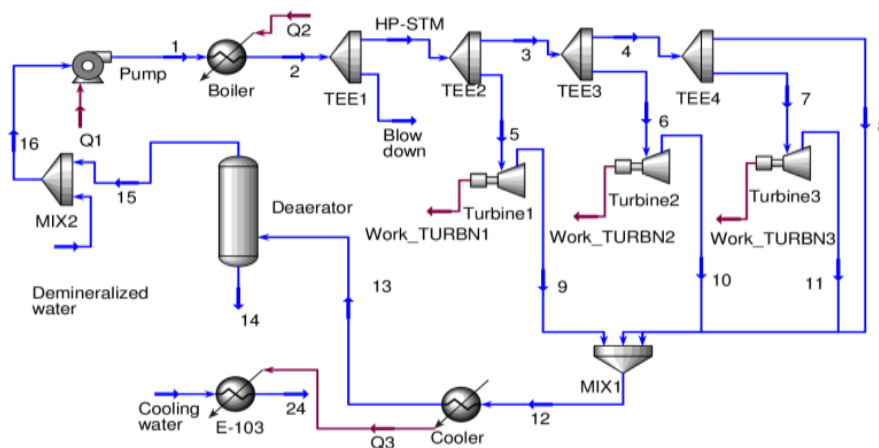 HP-STM
1
Q2
3
4
Pump
2
Boiler
TEE1
TEE2
TEE3
TEE4
7
8
16
Q1
Blow
down
5
6
15
MIX2
Deaerator
Turbine1
Turbine2
Turbine3
Work_TURBN1
Work_TURBN2
Work_TURBN3
Demineralized
water
14
13
9
10
11
MIX1
Cooling
water
24
E-103
Q3
Cooler
12